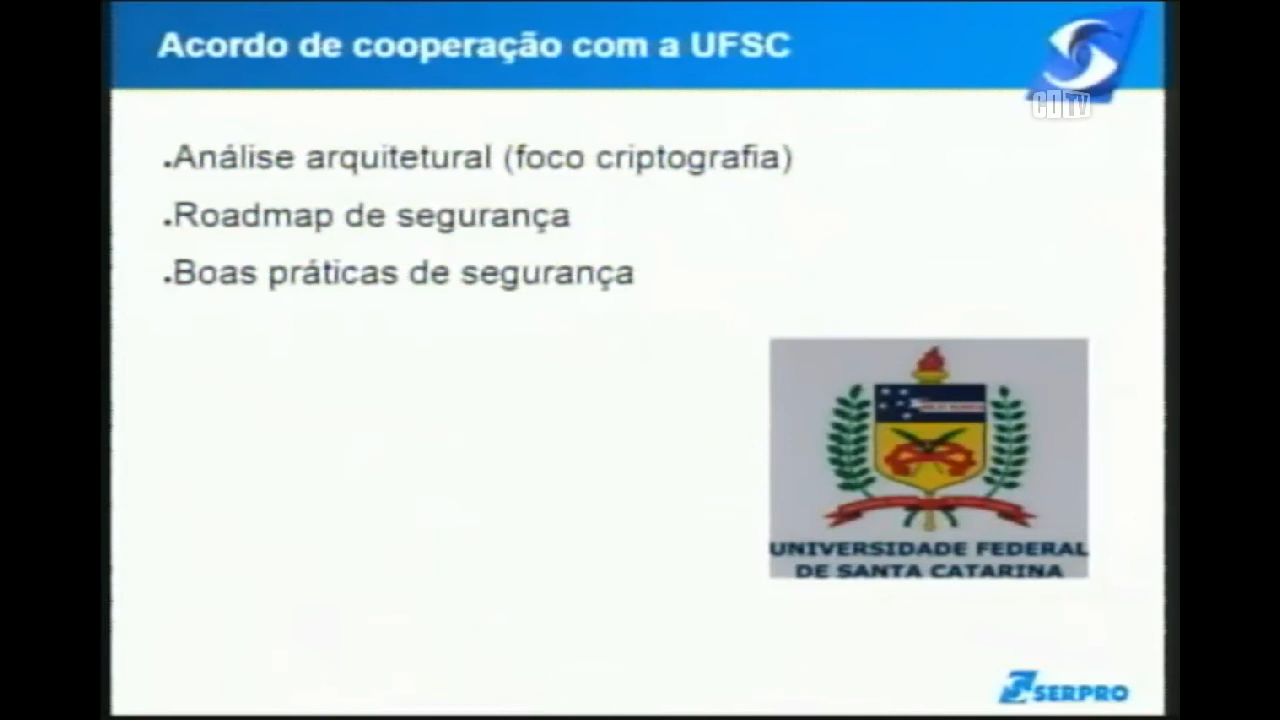 Acordo de cooperação com a UFSC
CDTV
.Análise arquitetural (foco criptografia)
.Roadmap de segurança
.Boas práticas de segurança
UNIVERSIDADE FEDERAL
DE SANTA CATARINA
SERPRO